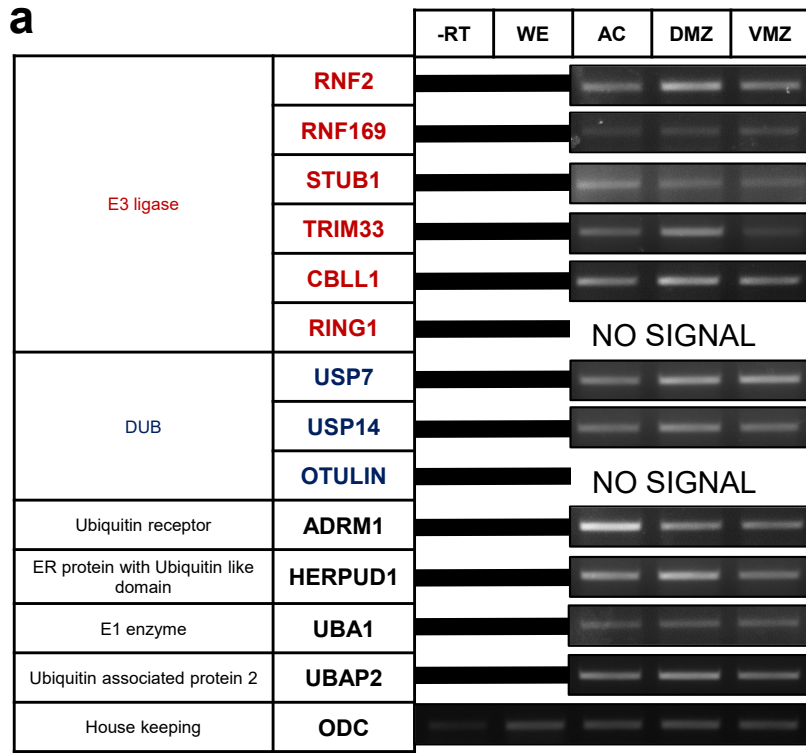 a
-RT WE AC DMZ VMZ
E3 ligase
RNF2
RNF169
STUB1
TRIM33
CBLL1
RING1 NO SIGNAL
DUB
USP7
USP14
OTULIN NO SIGNAL
Ubiquitin receptor ADRM1
ER protein with Ubiquitin like
domain HERPUD1
E1 enzyme UBA1
Ubiquitin associated protein 2 UBAP2
House keeping ODC